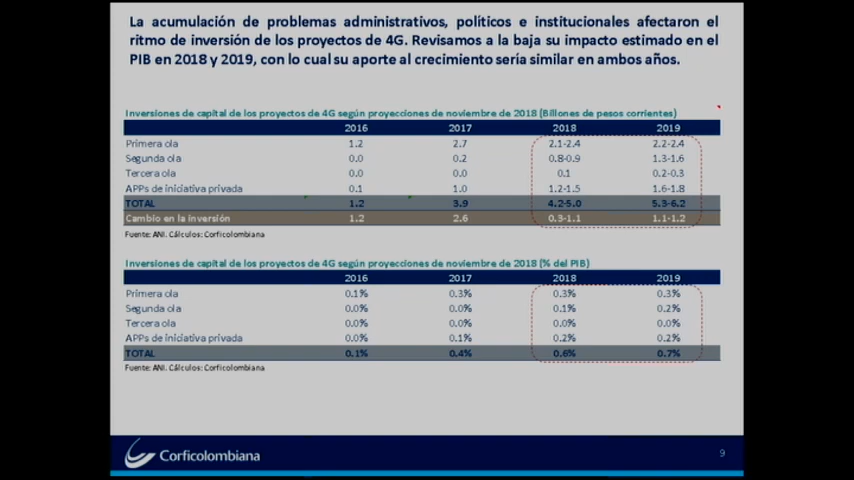 La acumulación de problemas administrativos, políticos e institucionales afectaron el
ritmo de inversión de los proyectos de 4G. Revisamos a la baja su impacto estimado en el
PIB en 2018 y 2019, con lo cual su aporte al crecimiento sería similar en ambos años.
Inversiones de capital de los proyectos de 4G según proyecciones de noviembre de 2018 (Billones de pesos corrientes)
2016 2017 2018 2019
Primera ola 1.2 2.7 2.1-2.4 2.2-2.4
Segunda ola 0.0 0.2 0.8-0.9 1.3-1.6
Tercera ola 0.0 0.0 0.1 0.2-0.3
APPs de iniciativa privada 0.1 1.0 1.2-1.5 1.6-1.8
TOTAL 1.2 3.9 4.2-5.0 5.3-6.2
Cambio en la inversión 1.2 2.6 0.3-1.1 1.1-1.2
Fuente: ANI. Cálculos: Corficolombiana
Inversiones de capital de los proyectos de 4G según proyecciones de noviembre de 2018 (% del PIB)
2016 2017 2018 2019
Primera ola 0.1% 0.3% 0.3% 0.3%
Segunda ola 0.0% 0.0% 0.1% 0.2%
Tercera ola 0.0% 0.0% 0.0% 0.0%
APPs de iniciativa privada 0.0% 0.1% 0.2% 0.2%
TOTAL 0.1% 0.4% 0.6% 0.7%
Fuente: ANI. Cálculos: Corficolombiana
Corficolombiana 9